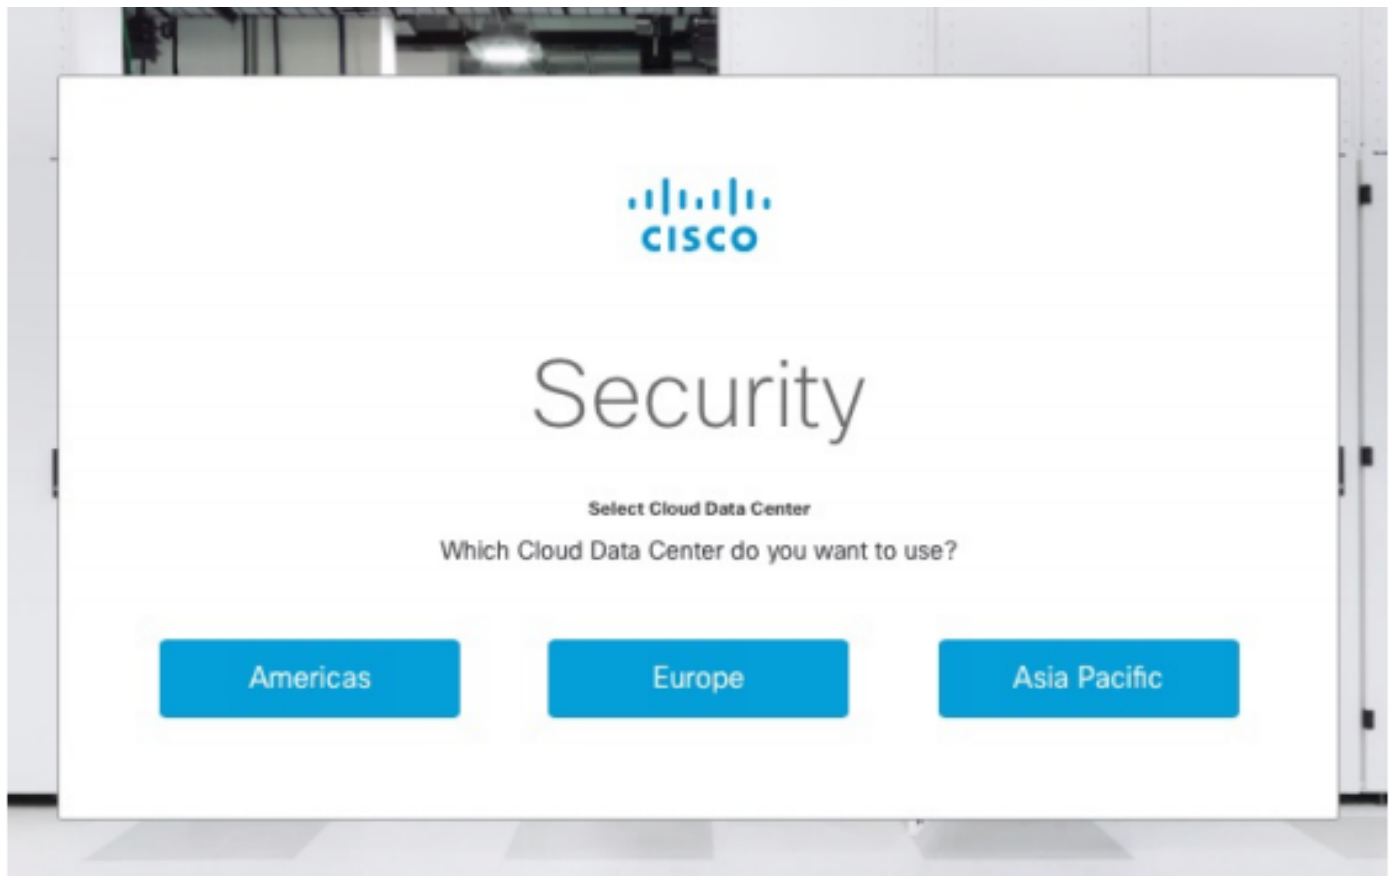 CISCO
Security
Select Cloud Data Center
Which Cloud Data Center do you want to use?
Americas
Europe
Asia Pacific